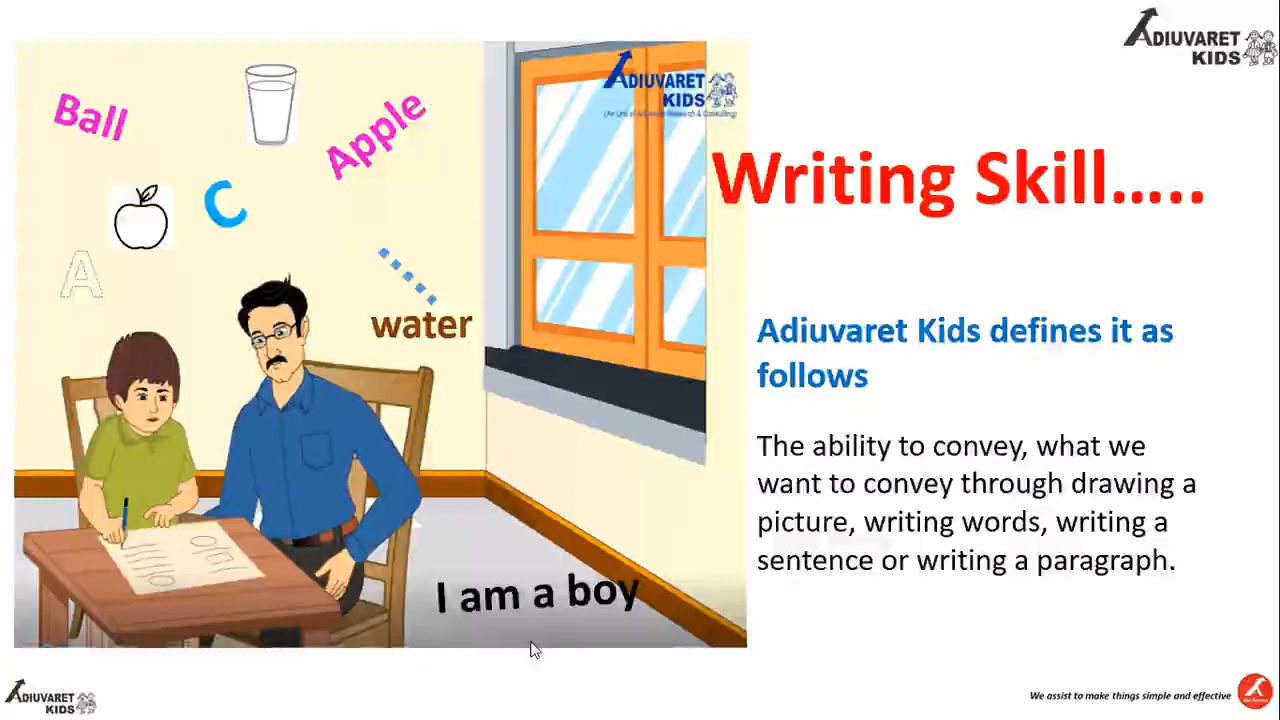 ADIUVARET
KIDS
ADIUVARET
KIDS
Ball
Apple
C
A
water
I am a boy
Writing Skill.....
Adiuvaret Kids defines it as
follows
The ability to convey, what we
want to convey through drawing a
picture, writing words, writing a
sentence or writing a paragraph.
ADIUVARET
KIDS
We assist to make things simple and effective